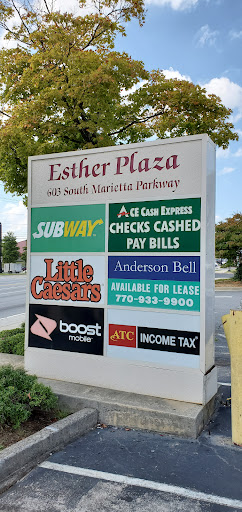 Esther Plaza
603 South Marietta Parkway
SUBWAY
ACE CASH EXPRESS
CHECKS CASHED
PAY BILLS
Little
Caesars
Anderson Bell
AVAILABLE FOR LEASE
770-933-9900
boost
mobile
ATC INCOME TAX